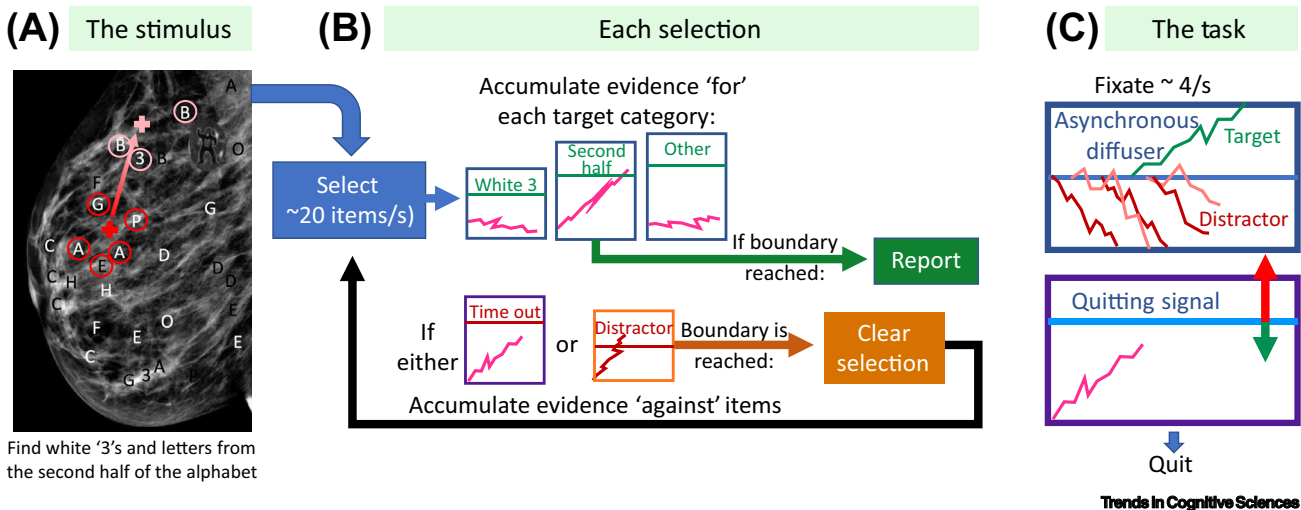 (A) The stimulus
(B) Each selection
(C) The task
A
B
B
3
B
O
F
G
P
G
C
A
A
E
D
C
H
D
D
C
H
E
F
O
E
E
C
G
3
A
B
Find white ‘3’s and letters from
the second half of the alphabet
Select
~20 items/s)
Accumulate evidence ‘for’
each target category:
White 3
Second
half
Other
If boundary
reached:
Report
If
either
Time out
or
Distractor
Boundary is
reached:
Clear
selection
Accumulate evidence ‘against’ items
Fixate ~ 4/s
Asynchronous
diffuser
Target
Distractor
Quitting signal
Quit
Trends in Cognitive Sciences